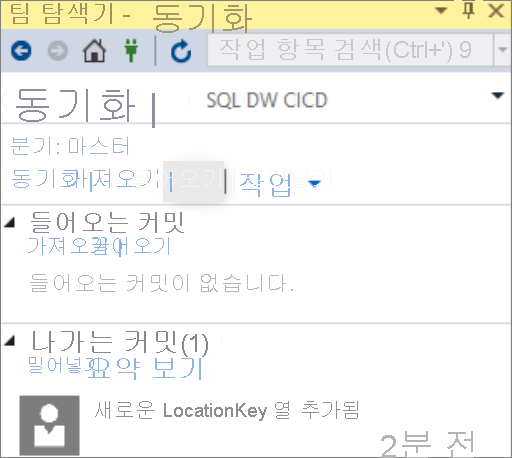 팀 탐색기 - 동기화
작업 항목 검색(Ctrl+') 9
동기화 | SQL DW CICD
분기: 마스터
동기화 | 가져오기 | 작업
들어오는 커밋
가져오기 | 끌어오기
들어오는 커밋이 없습니다.
나가는 커밋(1)
밀어넣기 | 요약 보기
새로운 LocationKey 열 추가됨
2분 전